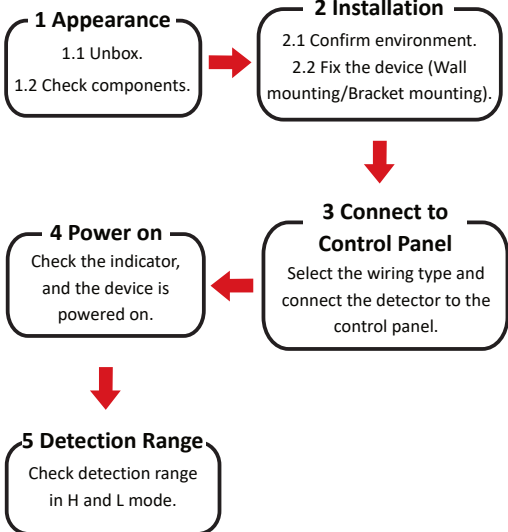 1 Appearance
1.1 Unbox.
1.2 Check components.
2 Installation
2.1 Confirm environment.
2.2 Fix the device (Wall
mounting/Bracket mounting).
3 Connect to
Control Panel
Select the wiring type and
connect the detector to the
control panel.
4 Power on
Check the indicator,
and the device is
powered on.
5 Detection Range
Check detection range
in H and L mode.